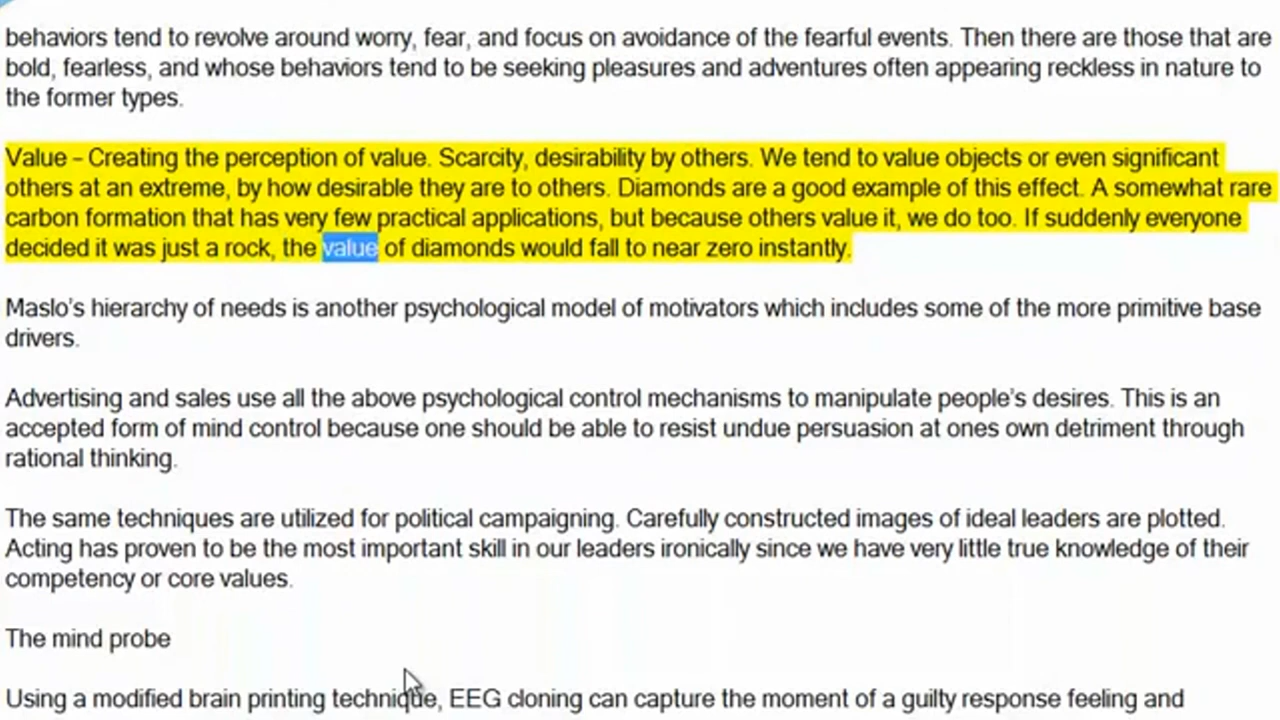 behaviors tend to revolve around worry, fear, and focus on avoidance of the fearful events. Then there are those that are
bold, fearless, and whose behaviors tend to be seeking pleasures and adventures often appearing reckless in nature to
the former types.
Value – Creating the perception of value. Scarcity, desirability by others. We tend to value objects or even significant
others at an extreme, by how desirable they are to others. Diamonds are a good example of this effect. A somewhat rare
carbon formation that has very few practical applications, but because others value it, we do too. If suddenly everyone
decided it was just a rock, the value of diamonds would fall to near zero instantly.
Maslo's hierarchy of needs is another psychological model of motivators which includes some of the more primitive base
drivers.
Advertising and sales use all the above psychological control mechanisms to manipulate people's desires. This is an
accepted form of mind control because one should be able to resist undue persuasion at ones own detriment through
rational thinking.
The same techniques are utilized for political campaigning. Carefully constructed images of ideal leaders are plotted.
Acting has proven to be the most important skill in our leaders ironically since we have very little true knowledge of their
competency or core values.
The mind probe
Using a modified brain printing technique, EEG cloning can capture the moment of a guilty response feeling and